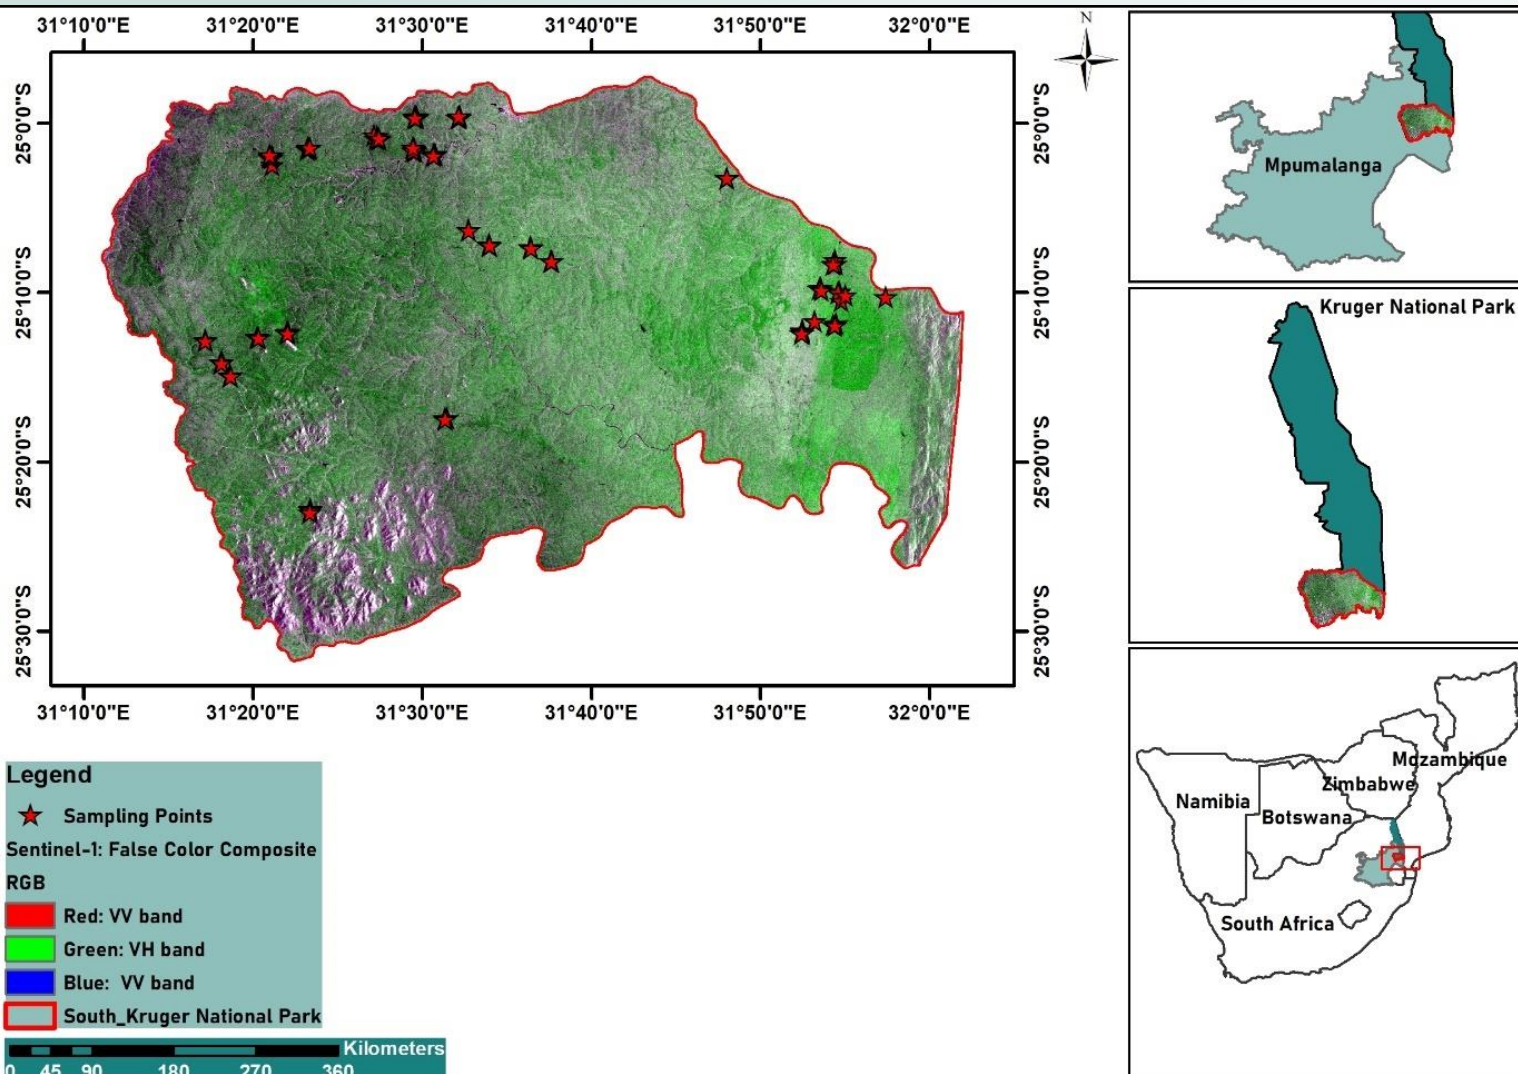 31°10'0"E 31°20'0"E 31°30'0"E 31°40'0"E 31°50'0"E 32°0'0"E
25°0'0"S
25°10'0"S
25°20'0"S
25°30'0"S
25°0'0"S
25°10'0"S
25°20'0"S
25°30'0"S
31°10'0"E 31°20'0"E 31°30'0"E 31°40'0"E 31°50'0"E 32°0'0"E
N
Mpumalanga
Kruger National Park
Mozambique
Zimbabwe
Namibia
Botswana
South Africa
Legend
Sampling Points
Sentinel-1: False Color Composite
RGB
Red: VV band
Green: VH band
Blue: VV band
South_Kruger National Park
Kilometers
0 45 90 180 270 360